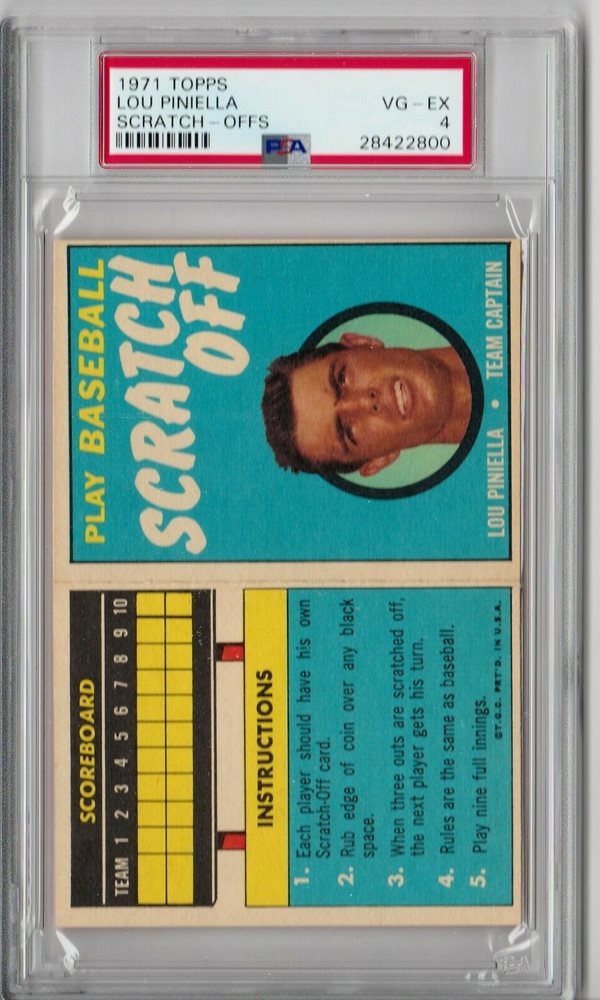 1971 TOPPS
LOU PINIELLA VG-EX
SCRATCH-OFFS 4
PSA 28422800
PLAY BASEBALL
SCRATCH
OFF
LOU PINIELLA • TEAM CAPTAIN
SCOREBOARD
TEAM 1 2 3 4 5 6 7 8 9 10
INSTRUCTIONS
1. Each player should have his own
Scratch-Off card.
2. Rub edge of coin over any black
space.
3. When three outs are scratched off,
the next player gets his turn.
4. Rules are the same as baseball.
5. Play nine full innings.
©T.C.G. PRT'D. IN U.S.A.